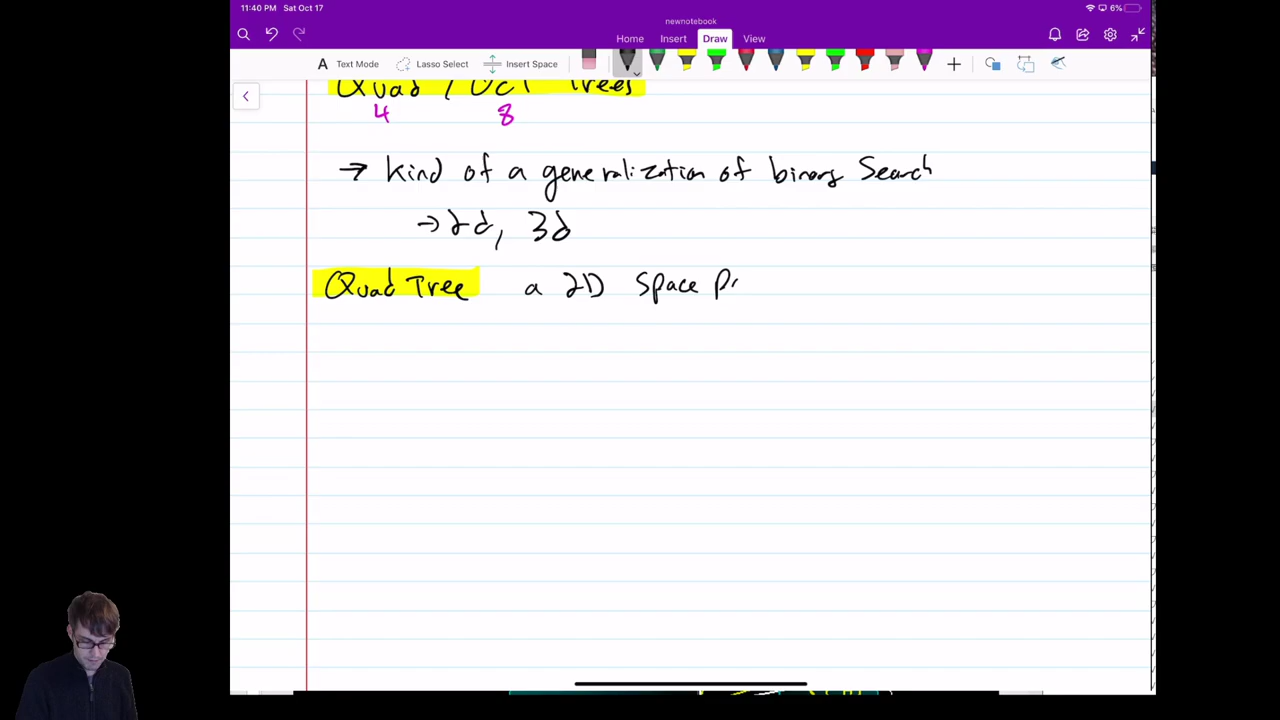 11:40 PM Sat Oct 17
6%
newnotebook
Home Insert Draw View
A Text Mode Lasso Select Insert Space
Quad / Oct Trees
4 8
→ Kind of a generalization of binary Search
→ 2d, 3d
Quad Tree a 2D Space